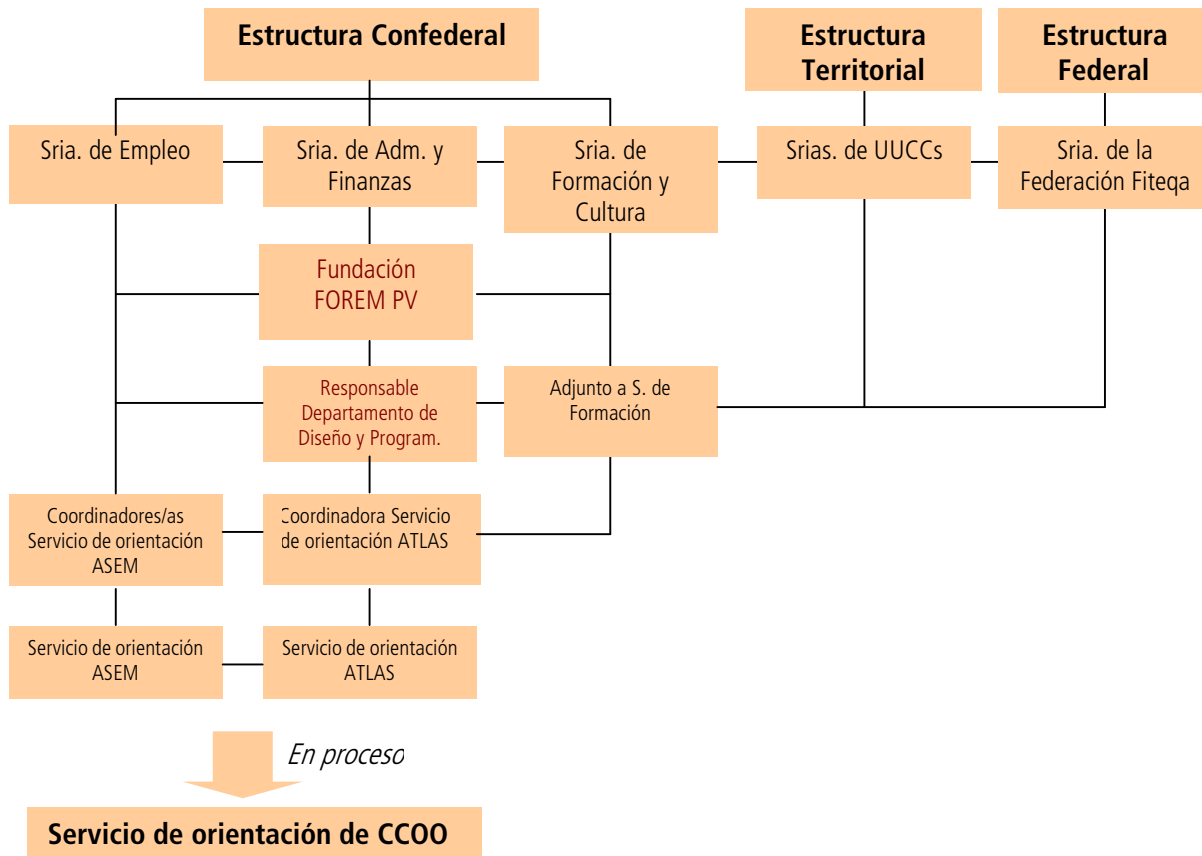 Estructura Confederal
Estructura
Territorial
Estructura
Federal
Sria. de Empleo
Sria. de Adm. y
Finanzas
Sria. de
Formación y
Cultura
Srias. de UUCCs
Sria. de la
Federación Fiteqa
Fundación
FOREM PV
Responsable
Departamento de
Diseño y Program.
Adjunto a S. de
Formación
Coordinadores/as
Servicio de orientación
ASEM
Coordinadora Servicio
de orientación ATLAS
Servicio de orientación
ASEM
Servicio de orientación
ATLAS
En proceso
Servicio de orientación de CCOO